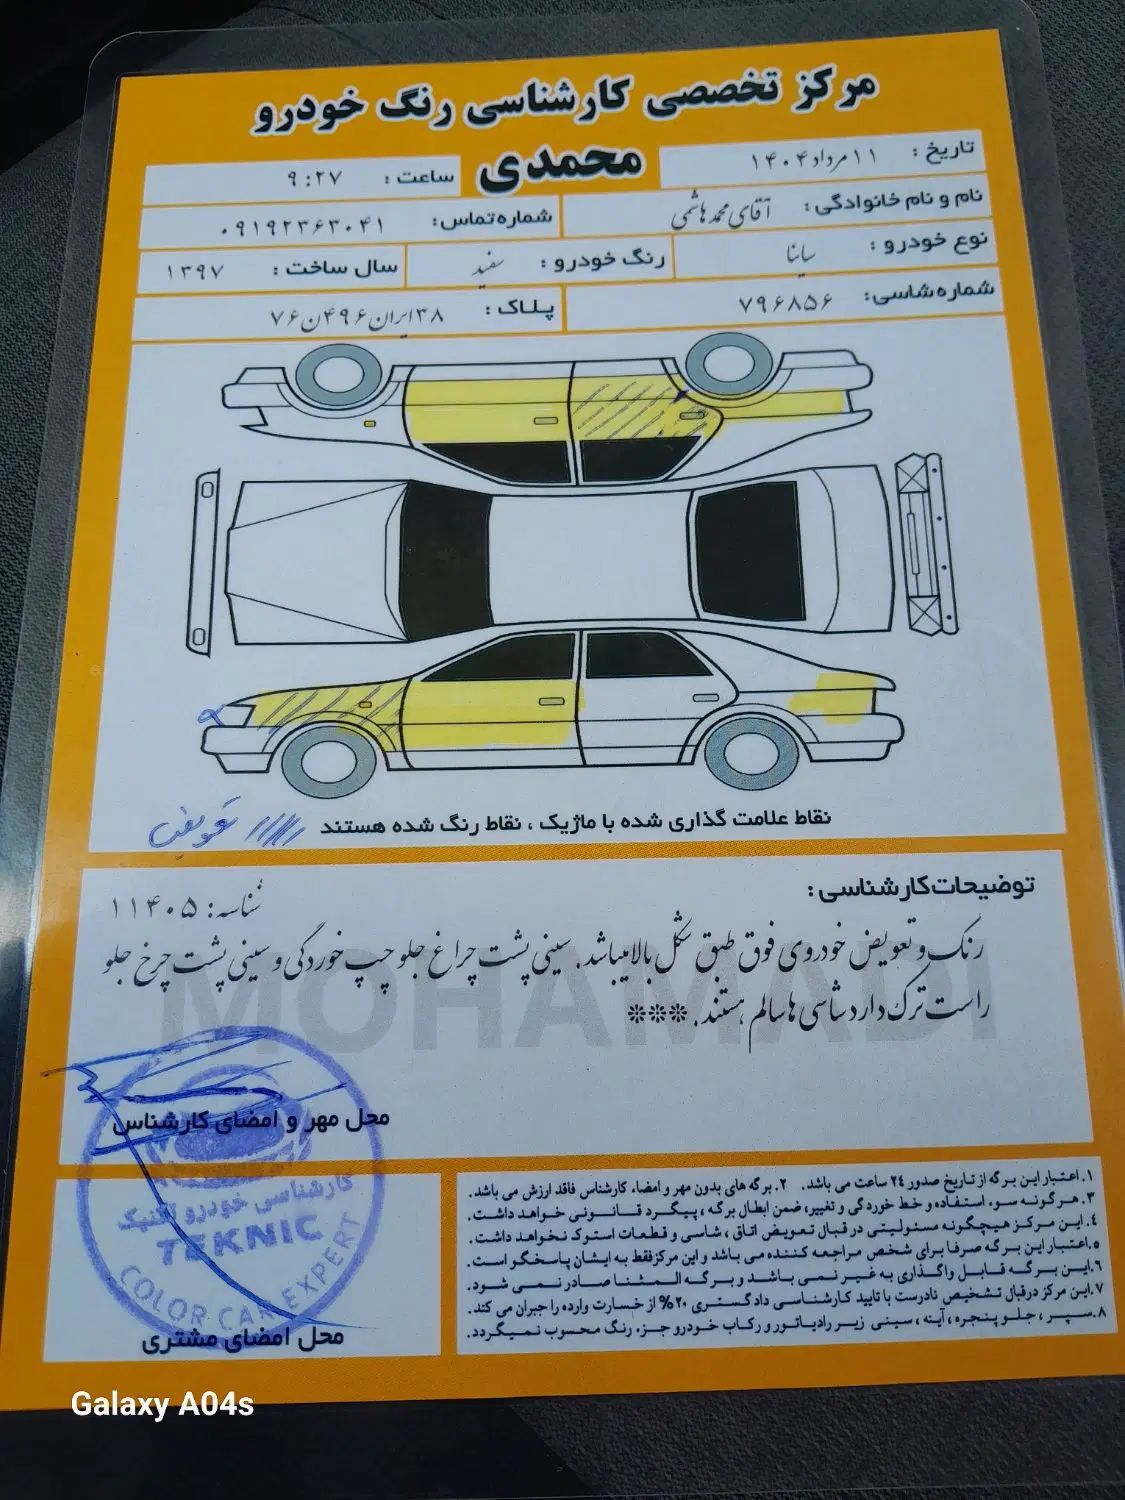 مرکز تخصصی کارشناسی رنگ خودرو
محمدی
تاریخ : ۱۱ مرداد ۱۴۰۴
ساعت : ۹:۲۷
نام و نام خانوادگی : آقای محمد هاشمی
شماره تماس: ۰۹۱۹۲۳۶۳۰۴۱
نوع خودرو : ساینا
رنگ خودرو : سفید
سال ساخت : ۱۳۹۷
شماره شاسی: ۷۹۶۸۵۶
پلاک : ۳۸ایران۴۹۶ن۷۶
نقاط علامت گذاری شده با ماژیک ، نقاط رنگ شده هستند
تعویض
توضیحات کارشناسی :
شناسه: ۱۱۴۰۵
رنگ و تعویض خودروی فوق طبق شکل بالا میباشد. سینی پشت چراغ جلو چپ خوردگی و سینی پشت چرخ جلو
راست ترک دارد شاسی ها سالم هستند. ***
MOHAMADI
محل مهر و امضای کارشناس
کارشناسی خودرو تکنیک
TEKNIC
COLOR CAR EXPERT
محل امضای مشتری
۱. اعتبار این برگه از تاریخ صدور ۲۴ ساعت می باشد. ۲. برگه های بدون مهر و امضاء کارشناس فاقد ارزش می باشد.
۳. هرگونه سوء استفاده و خط خوردگی و تغییر، ضمن ابطال برگه ، پیگرد قانونی خواهد داشت.
۴. این مرکز هیچگونه مسئولیتی در قبال تعویض اتاق ، شاسی و قطعات استوک نخواهد داشت.
۵. اعتبار این برگه صرفا برای شخص مراجعه کننده می باشد و این مرکز فقط به ایشان پاسخگو است.
۶. این برگه قابل واگذاری به غیر نمی باشد و برگه المثنا صادر نمی شود.
۷. این مرکز درقبال تشخیص نادرست با تایید کارشناسی دادگستری ۲۰% از خسارت وارده را جبران می کند.
۸. سپر ، جلو پنجره ، آینه ، سینی زیر رادیاتور و رکاب خودرو جزء رنگ محسوب نمیگردد.
Galaxy A04s